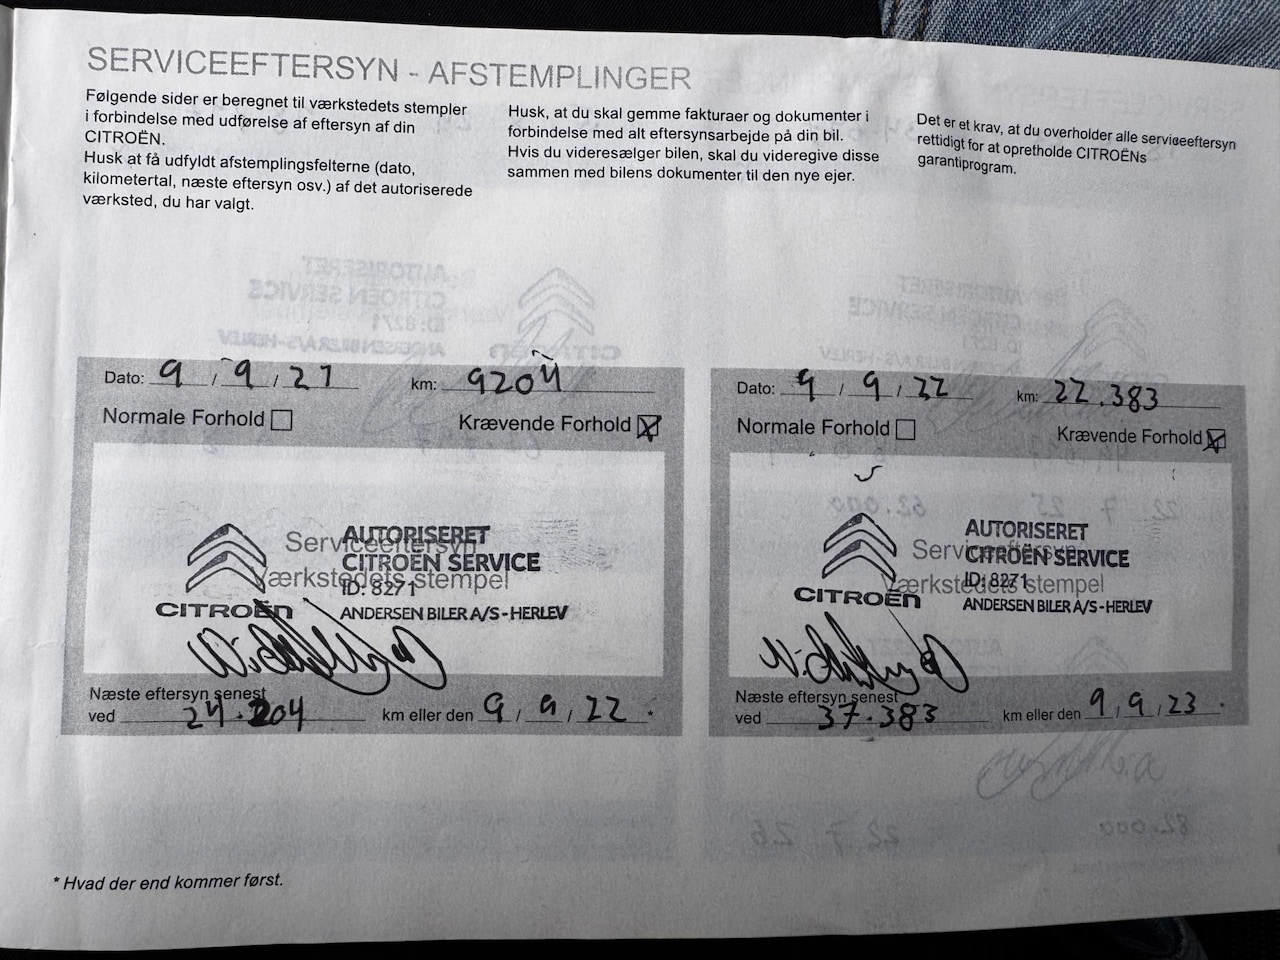 SERVICEEFTERSYN - AFSTEMPLINGER
Følgende sider er beregnet til værkstedets stempler
i forbindelse med udførelse af eftersyn af din
CITROËN.
Husk at få udfyldt afstemplingsfelterne (dato,
kilometertal, næste eftersyn osv.) af det autoriserede
værksted, du har valgt.
Husk, at du skal gemme fakturaer og dokumenter i
forbindelse med alt eftersynsarbejde på din bil.
Hvis du videresælger bilen, skal du videregive disse
sammen med bilens dokumenter til den nye ejer.
Det er et krav, at du overholder alle serviceeftersyn
rettidigt for at opretholde CITROËNs
garantiprogram.
Dato: 9 / 9 / 21 km: 9204
Normale Forhold Krævende Forhold
Serviceeftersyn
Værkstedets stempel
AUTORISERET
CITROËN SERVICE
ID: 8271
CITROËN ANDERSEN BILER A/S - HERLEV
Næste eftersyn senest
ved 24.204 km eller den 9 / 9 / 22 *
Dato: 9 / 9 / 22 km: 22.383
Normale Forhold Krævende Forhold
Serviceeftersyn
Værkstedets stempel
AUTORISERET
CITROËN SERVICE
ID: 8271
CITROËN ANDERSEN BILER A/S - HERLEV
Næste eftersyn senest
ved 37.383 km eller den 9 / 9 / 23 *
* Hvad der end kommer først.